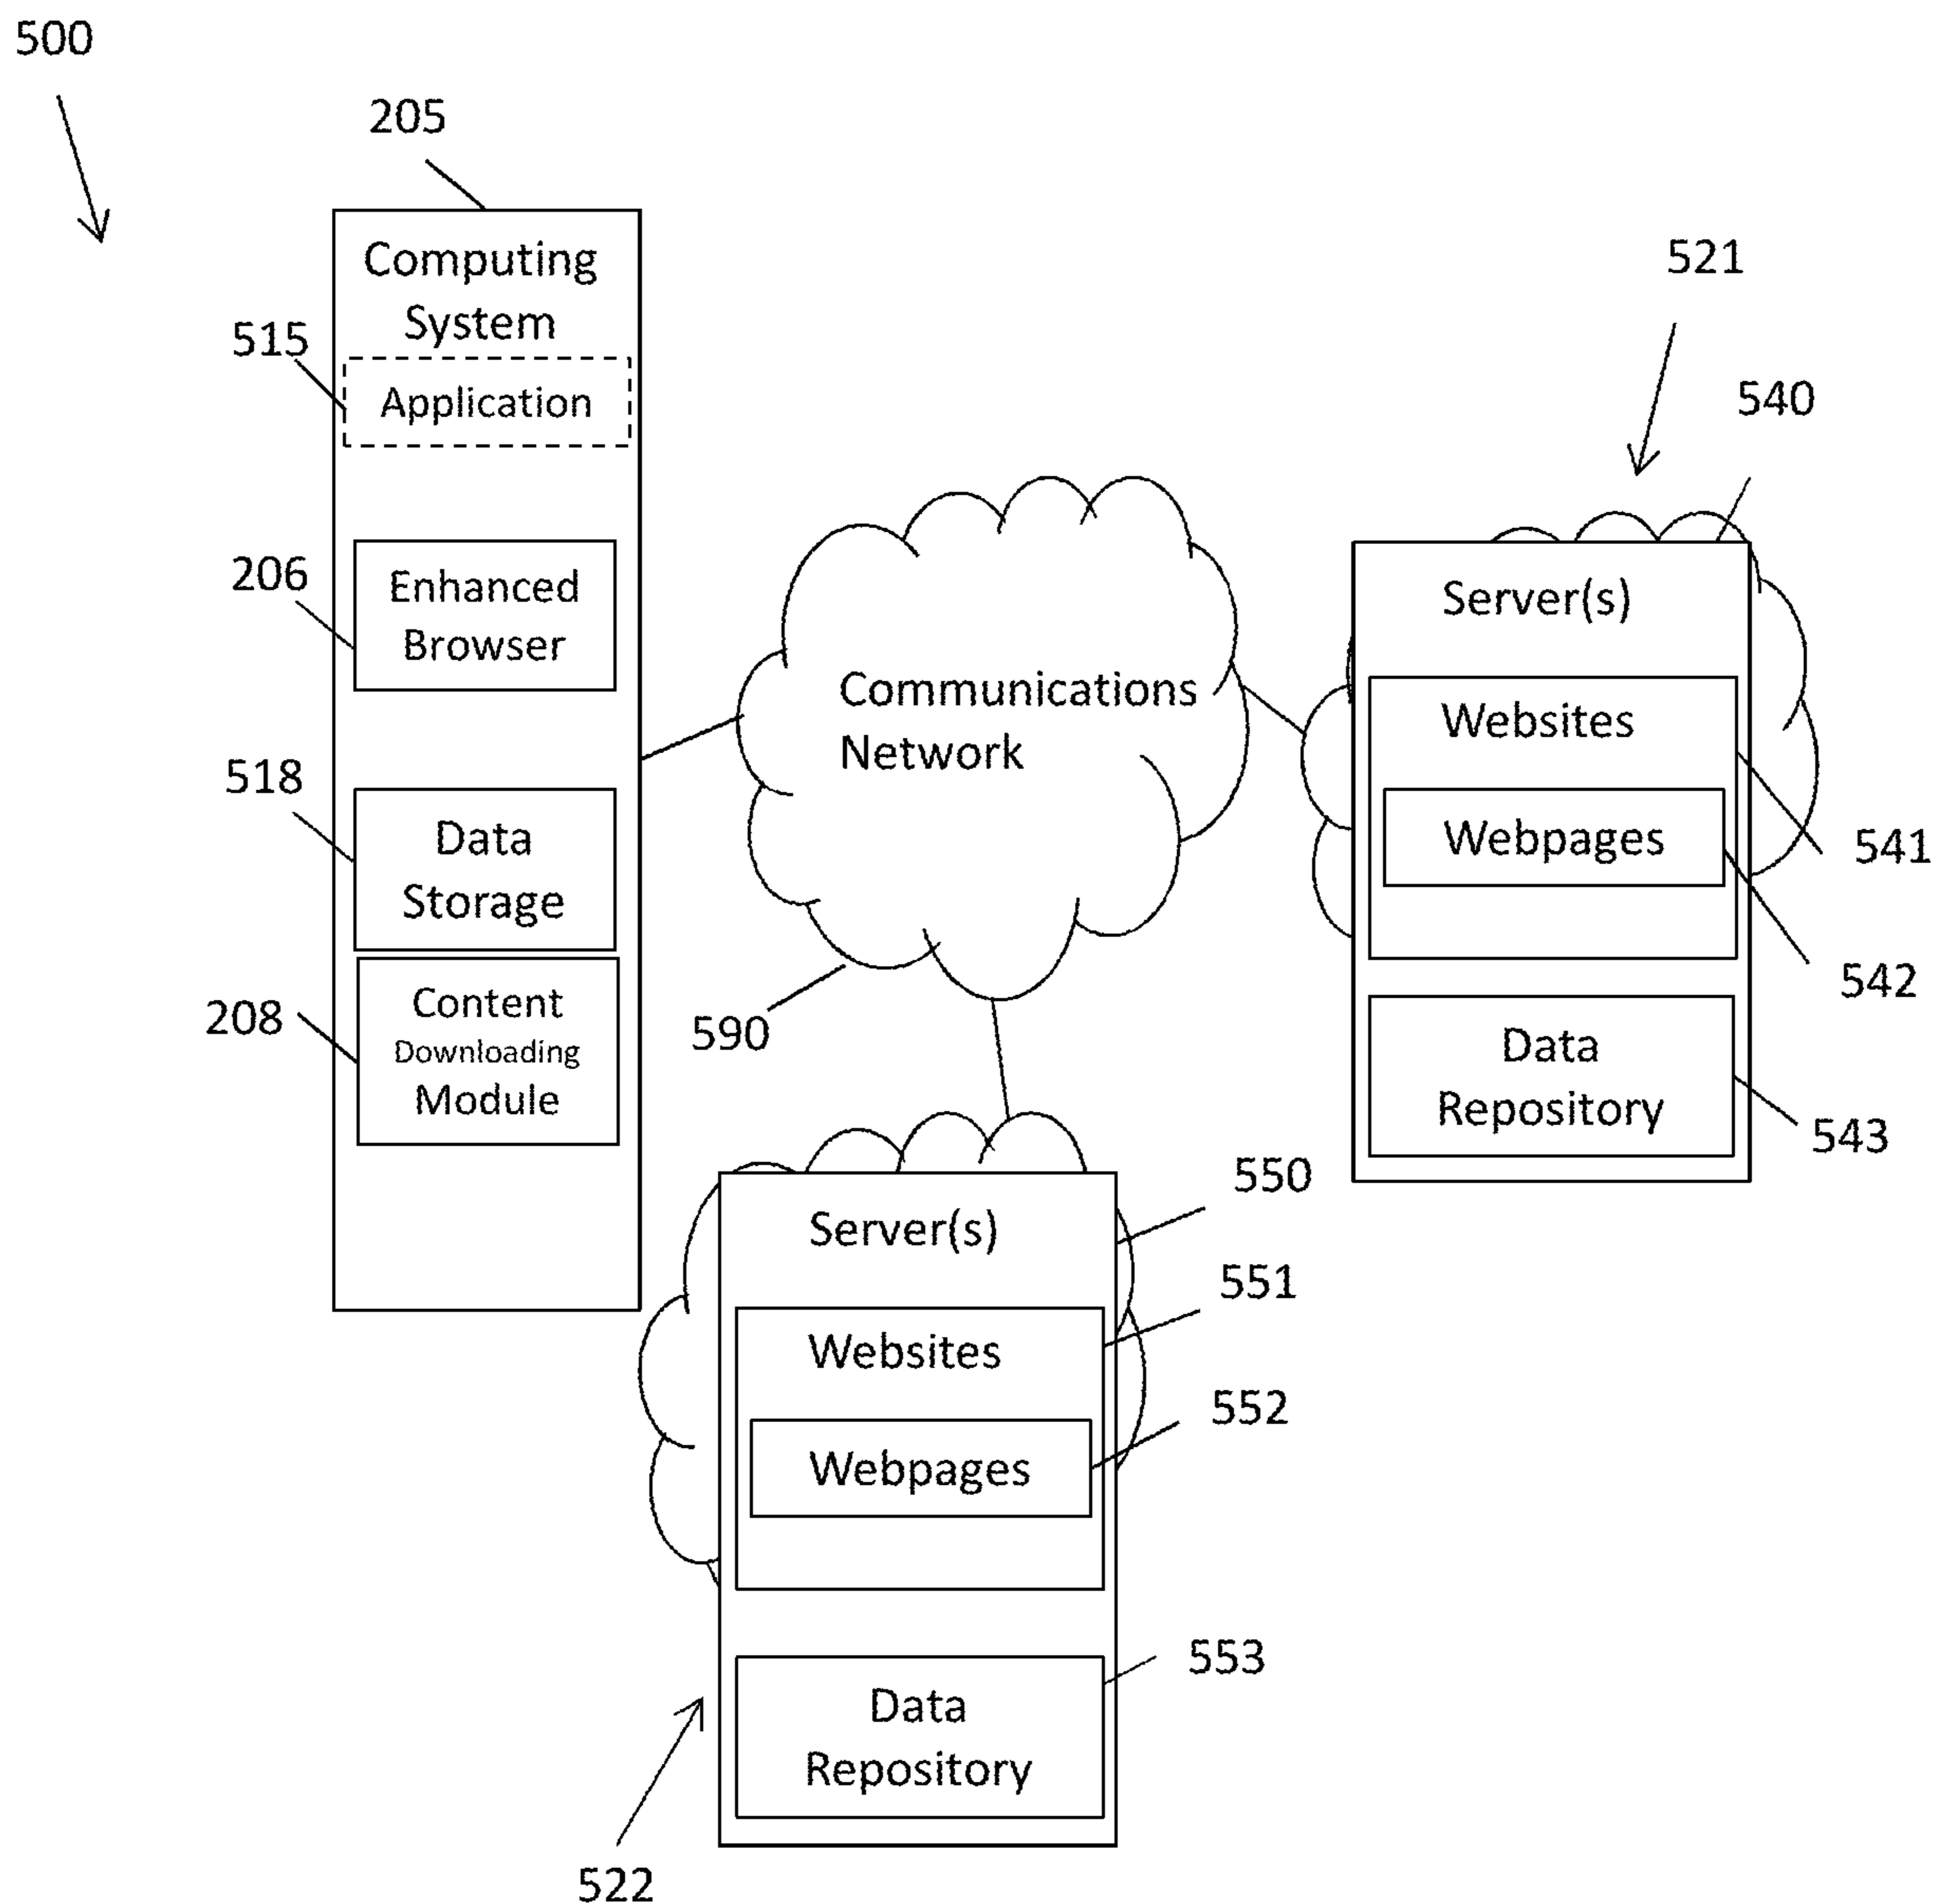 500
205
Computing
System
515
Application
206
Enhanced
Browser
518
Data
Storage
208
Content
Downloading
Module
Communications
Network
590
521
540
Server(s)
Websites
Webpages
541
542
Data
Repository
543
550
Server(s)
551
Websites
552
Webpages
553
Data
Repository
522